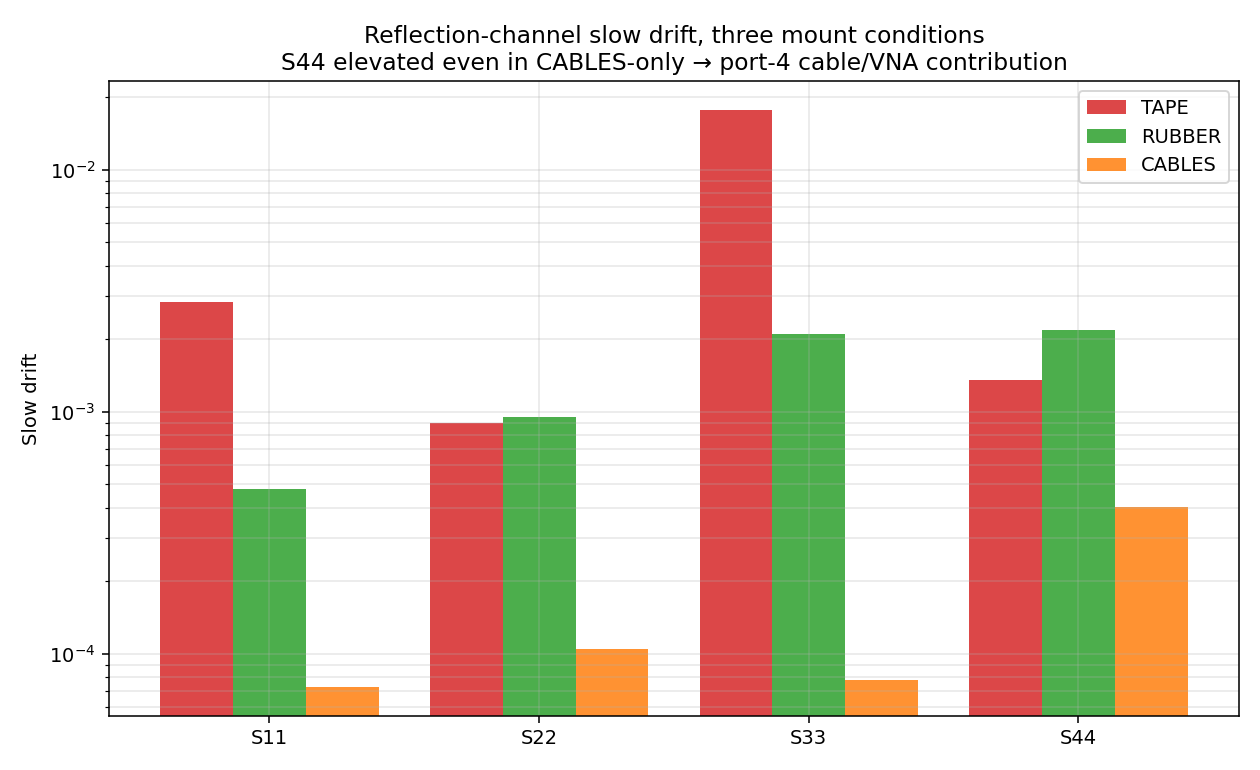 Reflection-channel slow drift, three mount conditions
S44 elevated even in CABLES-only → port-4 cable/VNA contribution
TAPE
RUBBER
CABLES
Slow drift
10⁻²
10⁻³
10⁻⁴
S11
S22
S33
S44